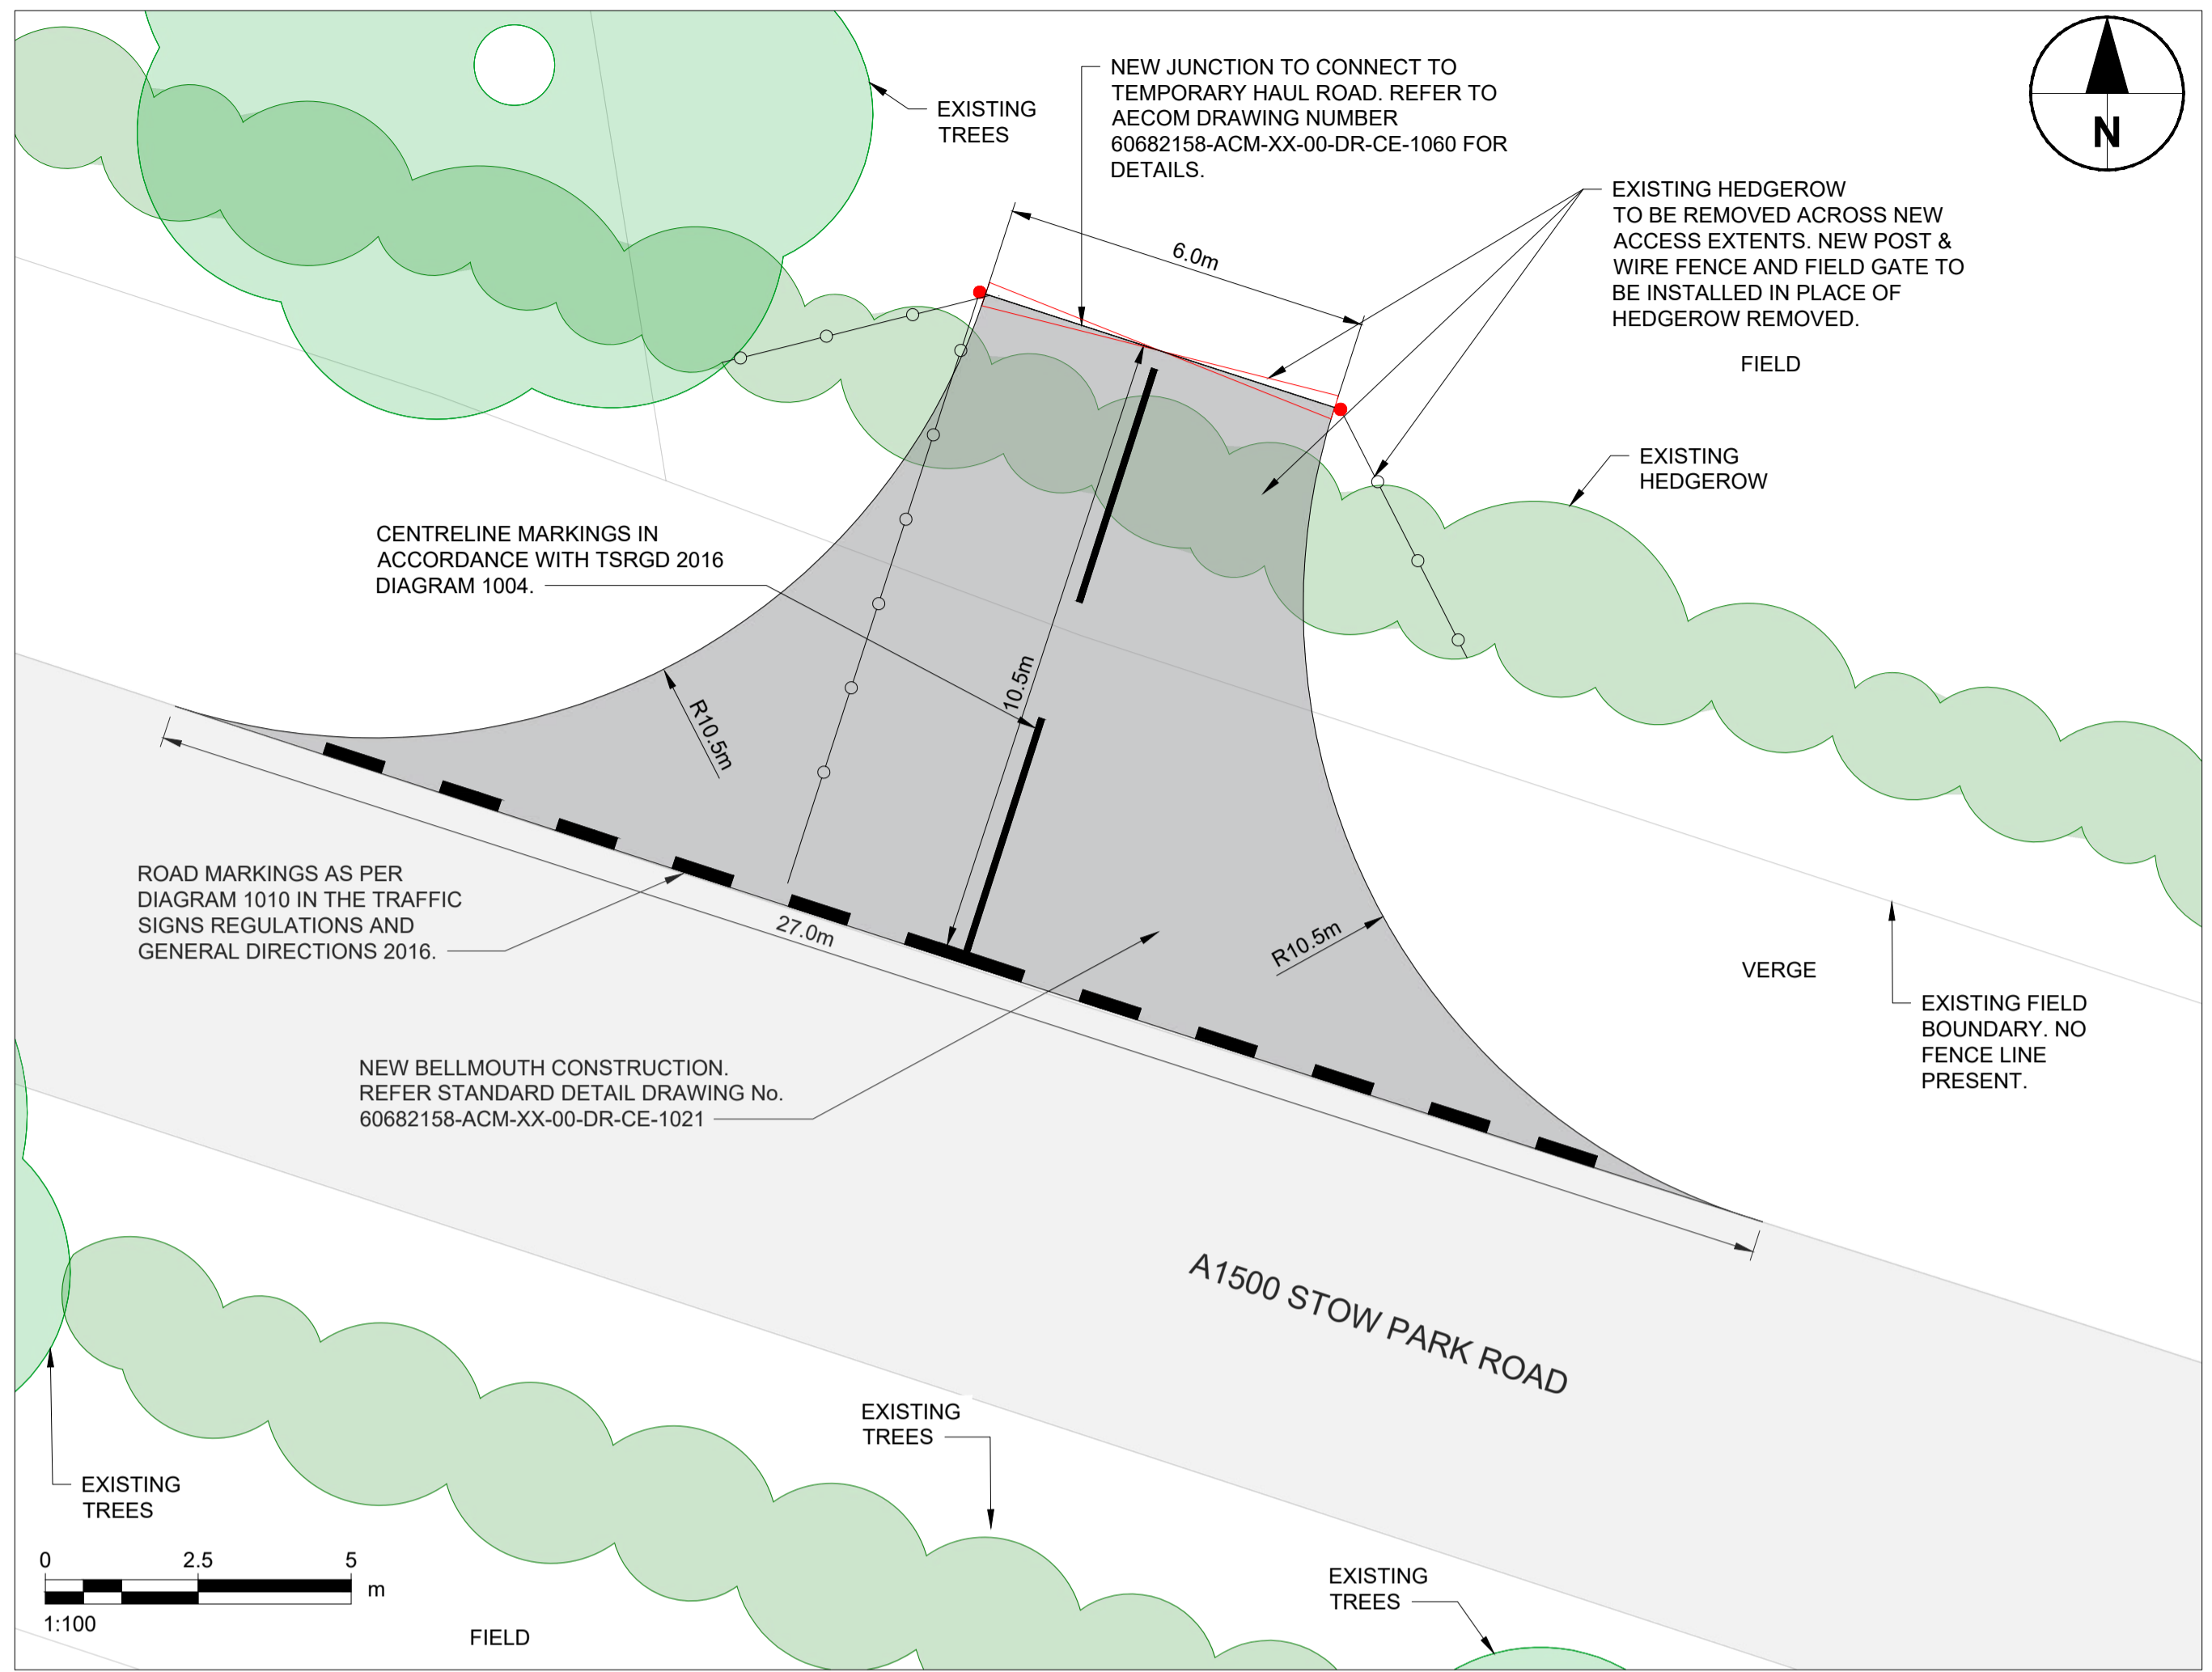 NEW JUNCTION TO CONNECT TO
TEMPORARY HAUL ROAD. REFER TO
AECOM DRAWING NUMBER
60682158-ACM-XX-00-DR-CE-1060 FOR
DETAILS.
EXISTING
TREES
N
EXISTING HEDGEROW
TO BE REMOVED ACROSS NEW
ACCESS EXTENTS. NEW POST &
WIRE FENCE AND FIELD GATE TO
BE INSTALLED IN PLACE OF
HEDGEROW REMOVED.
6.0m
FIELD
EXISTING
HEDGEROW
CENTRELINE MARKINGS IN
ACCORDANCE WITH TSRGD 2016
DIAGRAM 1004.
10.5m
R10.5m
ROAD MARKINGS AS PER
DIAGRAM 1010 IN THE TRAFFIC
SIGNS REGULATIONS AND
GENERAL DIRECTIONS 2016.
27.0m
R10.5m
VERGE
EXISTING FIELD
BOUNDARY. NO
FENCE LINE
PRESENT.
NEW BELLMOUTH CONSTRUCTION.
REFER STANDARD DETAIL DRAWING No.
60682158-ACM-XX-00-DR-CE-1021
A1500 STOW PARK ROAD
EXISTING
TREES
EXISTING
TREES
0 2.5 5
m
1:100
FIELD
EXISTING
TREES